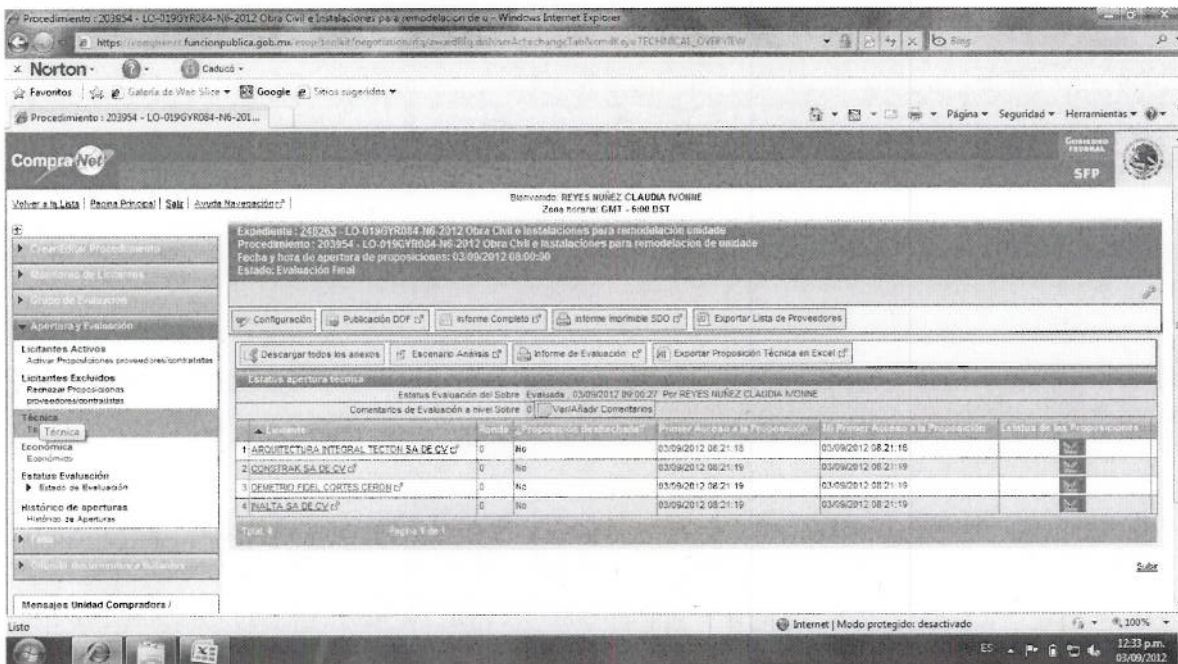 Procedimiento : 203954 - LO-019GYR084-N6-2012 Obra Civil e Instalaciones para remodelacion de u - Windows Internet Explorer
https funcionpublica.gob.mx
Bing
Norton
Caducó
Favoritos Galería de Web Slice Google Sitios sugeridos
Procedimiento : 203954 - LO-019GYR084-N6-201...
Página Seguridad Herramientas
CompraNet
GOBIERNO FEDERAL
SFP
Volver a la Lista | Pagina Principal | Salir | Ayuda Navegación
Bienvenido: REYES NUÑEZ CLAUDIA IVONNE
Zona horaria: GMT - 6:00 DST
Expediente : 248263 - LO-019GYR084-N6-2012 Obra Civil e Instalaciones para remodelación unidade
Procedimiento : 203954 - LO-019GYR084-N6-2012 Obra Civil e Instalaciones para remodelación de unidade
Fecha y hora de apertura de proposiciones: 03/09/2012 08:00:00
Estado: Evaluación Final
Crear/Editar Procedimiento
Monitoreo de Licitantes
Grupo de Evaluación
Apertura y Evaluación
Licitantes Activos
Activar Proposiciones proveedores/contratistas
Licitantes Excluidos
Rechazar Proposiciones
proveedores/contratistas
Técnica
Técnica
Económica
Económico
Estatus Evaluación
Estado de Evaluación
Histórico de aperturas
Histórico de Aperturas
Mensajes Unidad Compradora /
Configuración Publicación DOF Informe Completo Informe imprimible SDO Exportar Lista de Proveedores
Descargar todos los anexos Escenario Análisis Informe de Evaluación Exportar Proposición Técnica en Excel
Estatus apertura técnica
Estatus Evaluación del Sobre Evaluada , 03/09/2012 09:00:27 Por REYES NUÑEZ CLAUDIA IVONNE
Comentarios de Evaluación a nivel Sobre 0 Ver/Añadir Comentarios
Licitante Ronda ¿Proposición desechada? Primer Acceso a la Proposición Mi Primer Acceso a la Proposición Estatus de las Proposiciones
1 ARQUITECTURA INTEGRAL TECTON SA DE CV 0 No 03/09/2012 08:21:18 03/09/2012 08:21:18
2 CONSTRAK SA DE CV 0 No 03/09/2012 08:21:19 03/09/2012 08:21:19
3 DEMETRIO FIDEL CORTES CERON 0 No 03/09/2012 08:21:19 03/09/2012 08:21:19
4 INALTA SA DE CV 0 No 03/09/2012 08:21:19 03/09/2012 08:21:19
Total: 4 Pagina 1 de 1
Subir
Listo
Internet | Modo protegido: desactivado
100%
ES
12:33 p.m.
03/09/2012